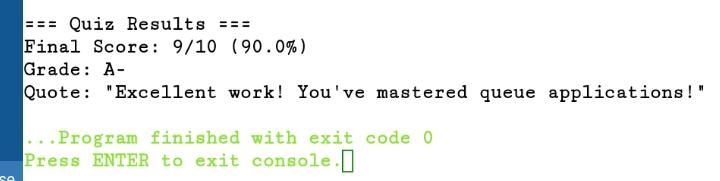 === Quiz Results ===
Final Score: 9/10 (90.0%)
Grade: A-
Quote: "Excellent work! You've mastered queue applications!"
...Program finished with exit code 0
Press ENTER to exit console.
se